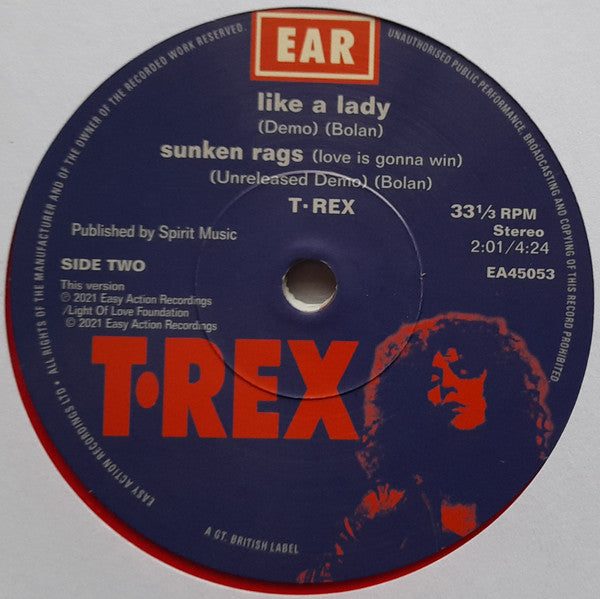 EAR
like a lady
(Demo) (Bolan)
sunken rags (love is gonna win)
(Unreleased Demo) (Bolan)
T·REX
33⅓ RPM
Stereo
2:01/4:24
EA45053
Published by Spirit Music
SIDE TWO
This version
℗ 2021 Easy Action Recordings
/Light Of Love Foundation
© 2021 Easy Action Recordings
T·REX
A GT. BRITISH LABEL
EASY ACTION RECORDINGS LTD • ALL RIGHTS OF THE MANUFACTURER AND OF THE OWNER OF THE RECORDED WORK RESERVED.
UNAUTHORISED PUBLIC PERFORMANCE, BROADCASTING AND COPYING OF THIS RECORD PROHIBITED